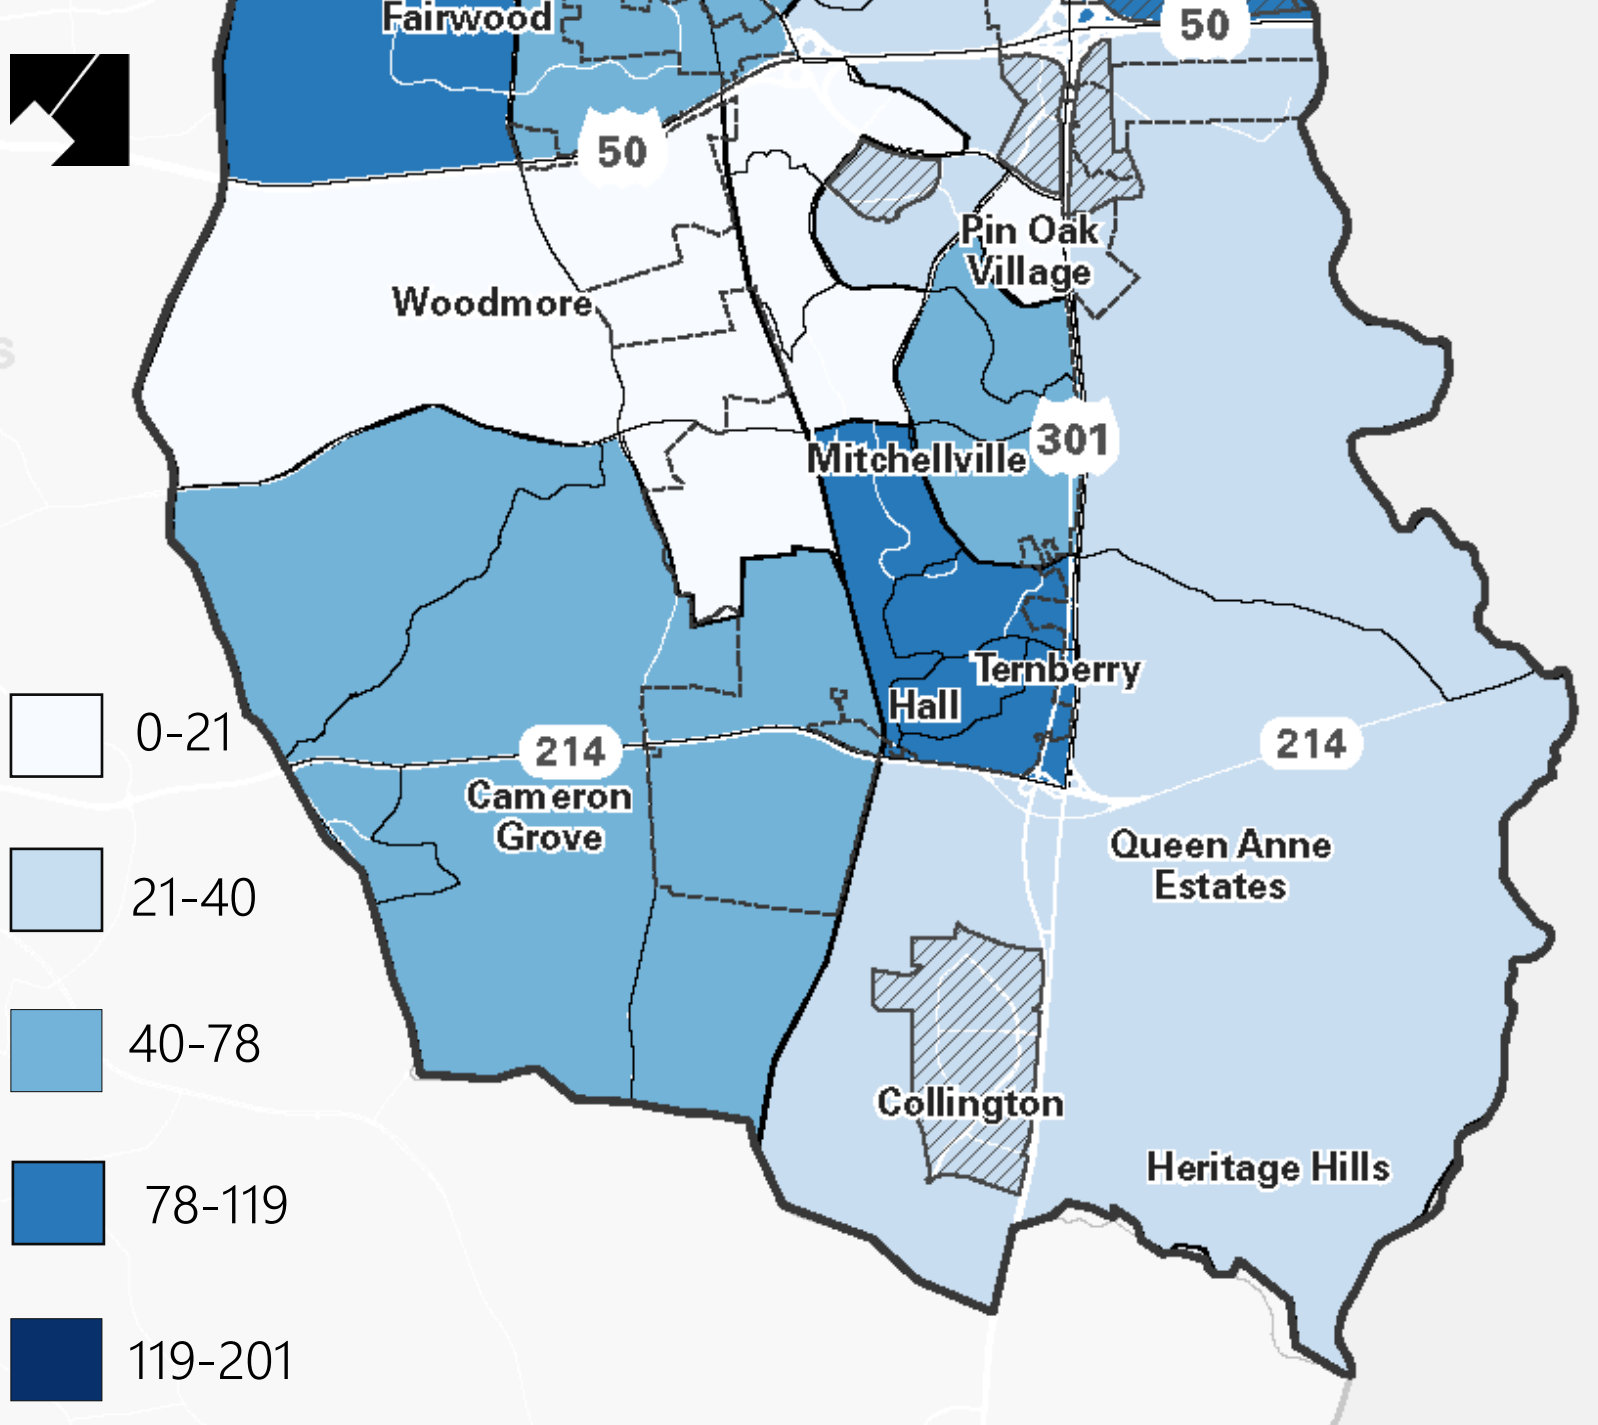 Fairwood
50
50
Pin Oak
Village
Woodmore
301
Mitchellville
Ternberry
Hall
0-21
214
214
Cameron
Grove
Queen Anne
Estates
21-40
40-78
Collington
Heritage Hills
78-119
119-201
s